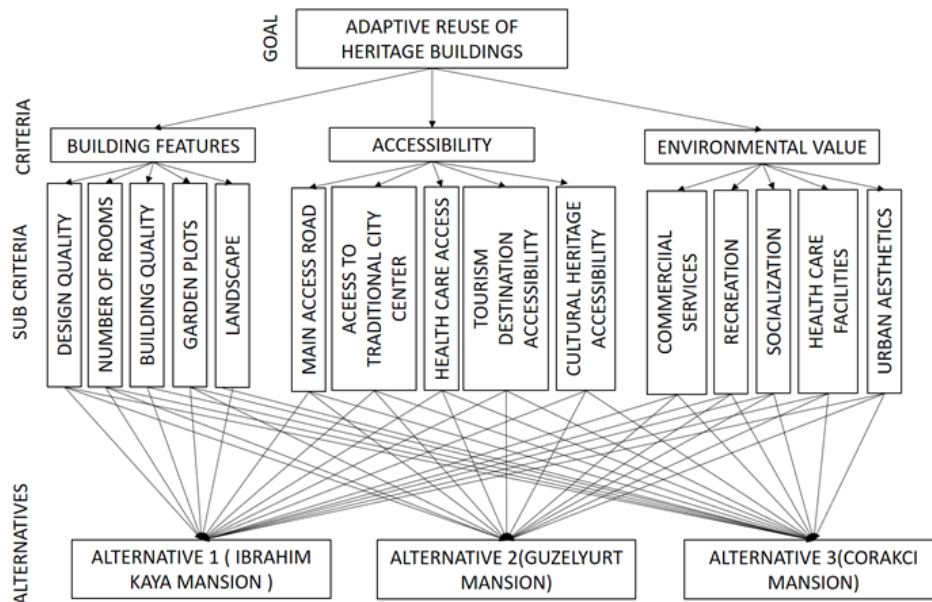 GOAL
ADAPTIVE REUSE OF
HERITAGE BUILDINGS
CRITERIA
BUILDING FEATURES
ACCESSIBILITY
ENVIRONMENTAL VALUE
SUB CRITERIA
DESIGN QUALITY
NUMBER OF ROOMS
BUILDING QUALITY
GARDEN PLOTS
LANDSCAPE
MAIN ACCESS ROAD
ACESS TO
TRADITIONAL CITY
CENTER
HEALTH CARE ACCESS
TOURISM
DESTINATION
ACCESSIBILITY
CULTURAL HERITAGE
ACCESSIBILITY
COMMERCIAL
SERVICES
RECREATION
SOCIALIZATION
HEALTH CARE
FACILITIES
URBAN AESTHETICS
ALTERNATIVES
ALTERNATIVE 1 ( IBRAHIM
KAYA MANSION )
ALTERNATIVE 2(GUZELYURT
MANSION)
ALTERNATIVE 3(CORAKCI
MANSION)